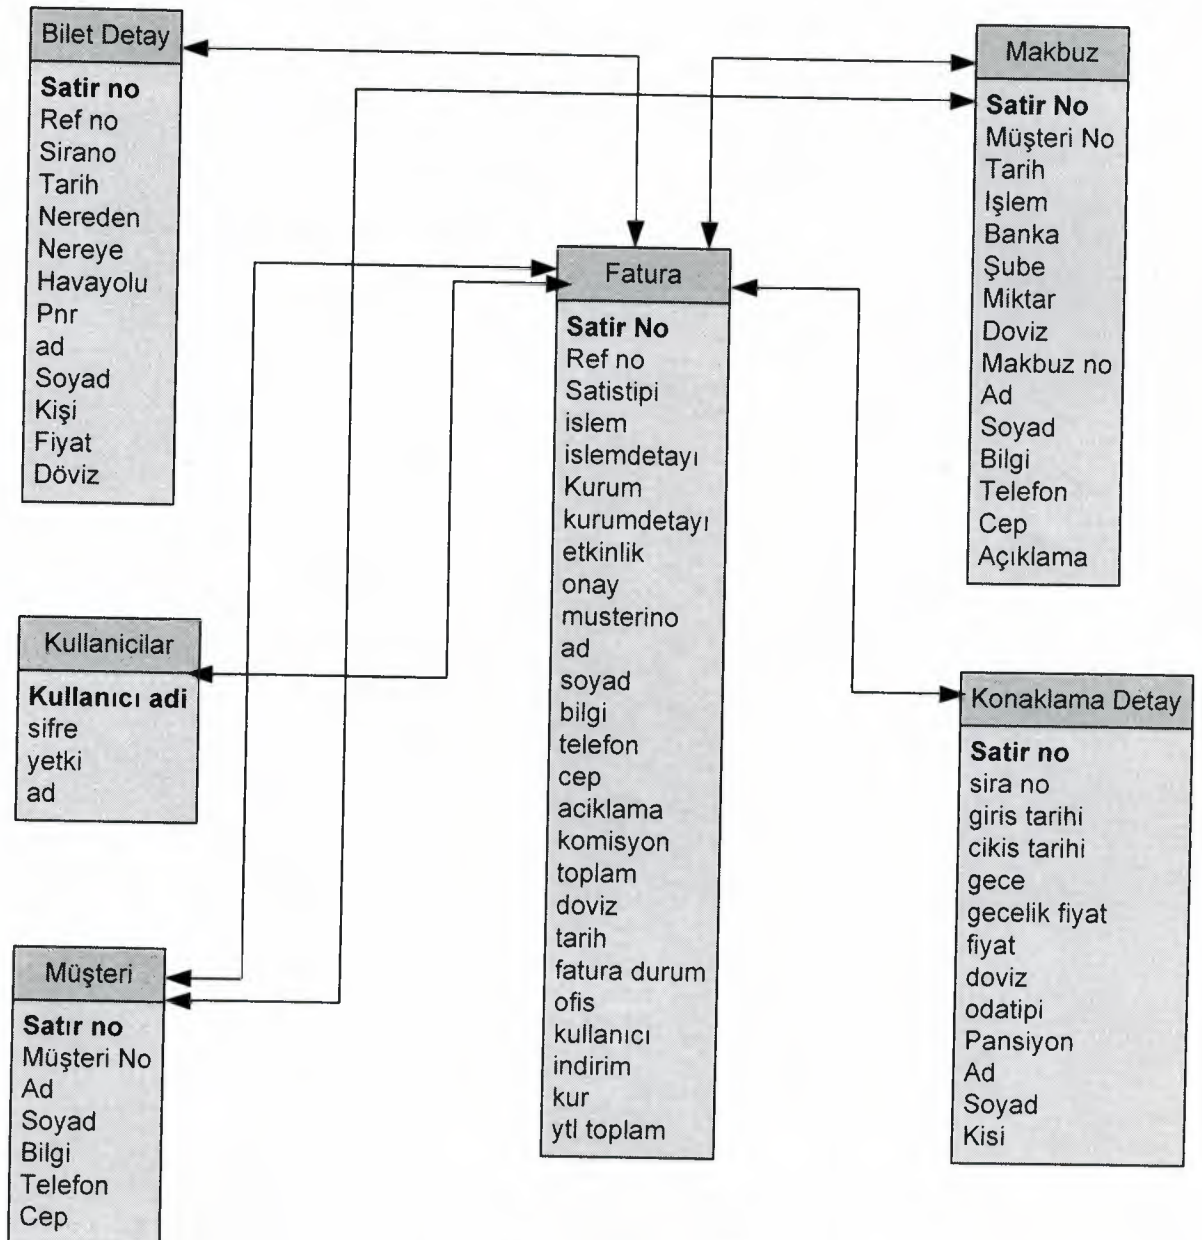 Bilet Detay
Satir no
Ref no
Sirano
Tarih
Nereden
Nereye
Havayolu
Pnr
ad
Soyad
Kişi
Fiyat
Döviz
Makbuz
Satir No
Müşteri No
Tarih
Işlem
Banka
Şube
Miktar
Doviz
Makbuz no
Ad
Soyad
Bilgi
Telefon
Cep
Açıklama
Fatura
Satir No
Ref no
Satistipi
islem
islemdetayı
Kurum
kurumdetayı
etkinlik
onay
musterino
ad
soyad
bilgi
telefon
cep
aciklama
komisyon
toplam
doviz
tarih
fatura durum
ofis
kullanıcı
indirim
kur
ytl toplam
Kullanicilar
Kullanıcı adi
sifre
yetki
ad
Konaklama Detay
Satir no
sira no
giris tarihi
cikis tarihi
gece
gecelik fiyat
fiyat
doviz
odatipi
Pansiyon
Ad
Soyad
Kisi
Müşteri
Satır no
Müşteri No
Ad
Soyad
Bilgi
Telefon
Cep